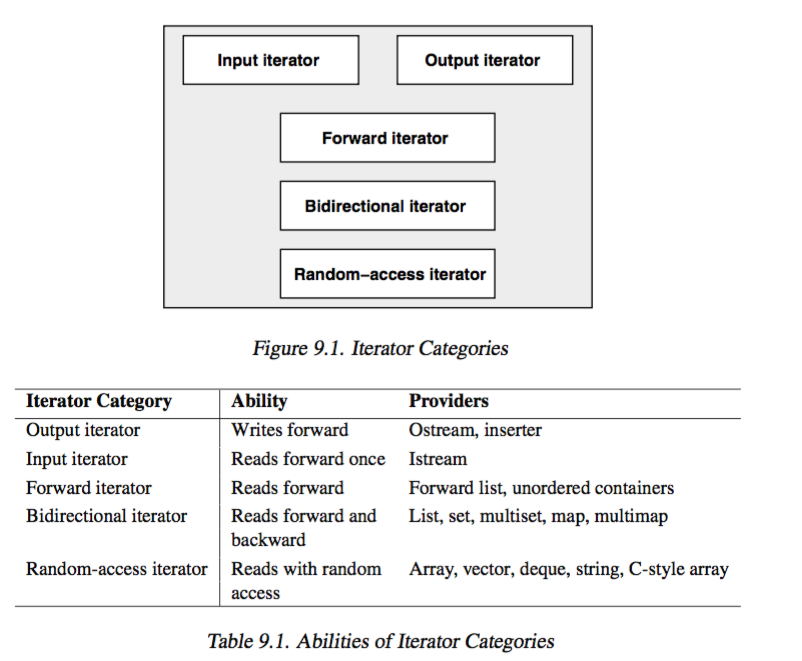 Input iterator Output iterator
Forward iterator
Bidirectional iterator
Random–access iterator
Figure 9.1. Iterator Categories
Iterator Category Ability Providers
Output iterator Writes forward Ostream, inserter
Input iterator Reads forward once Istream
Forward iterator Reads forward Forward list, unordered containers
Bidirectional iterator Reads forward and List, set, multiset, map, multimap
backward
Random-access iterator Reads with random Array, vector, deque, string, C-style array
access
Table 9.1. Abilities of Iterator Categories